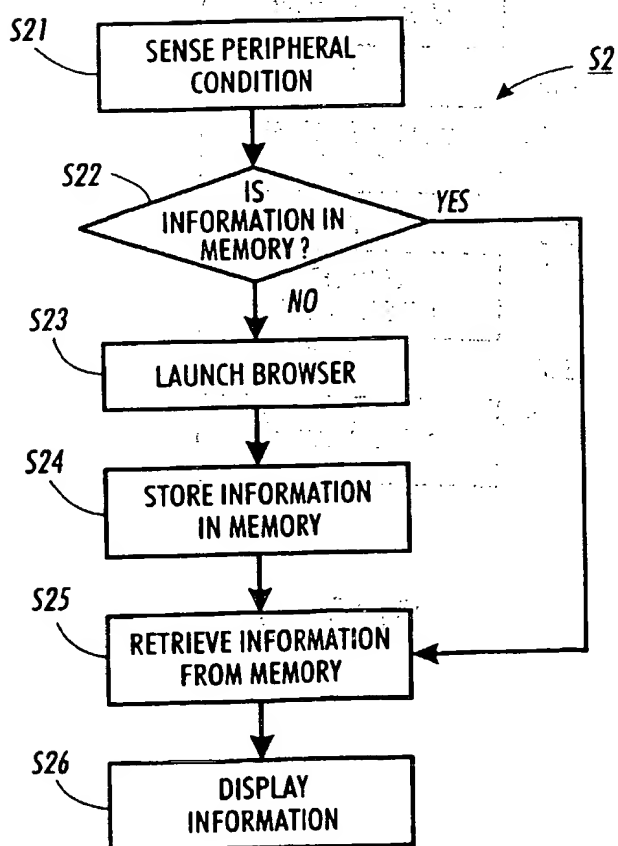 S21
SENSE PERIPHERAL
CONDITION
S2
S22
IS
INFORMATION IN
MEMORY?
YES
NO
S23
LAUNCH BROWSER
S24
STORE INFORMATION
IN MEMORY
S25
RETRIEVE INFORMATION
FROM MEMORY
S26
DISPLAY
INFORMATION